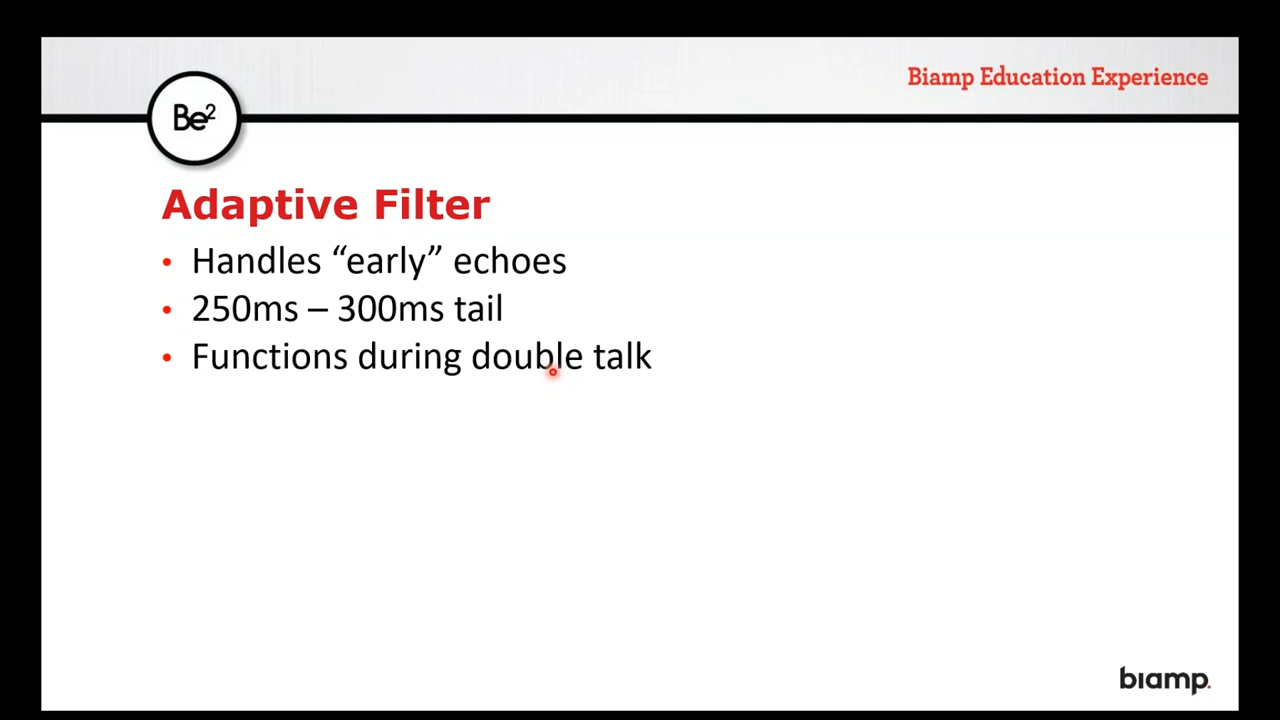 Biamp Education Experience
Be²
Adaptive Filter
• Handles “early” echoes
• 250ms – 300ms tail
• Functions during double talk
biamp.